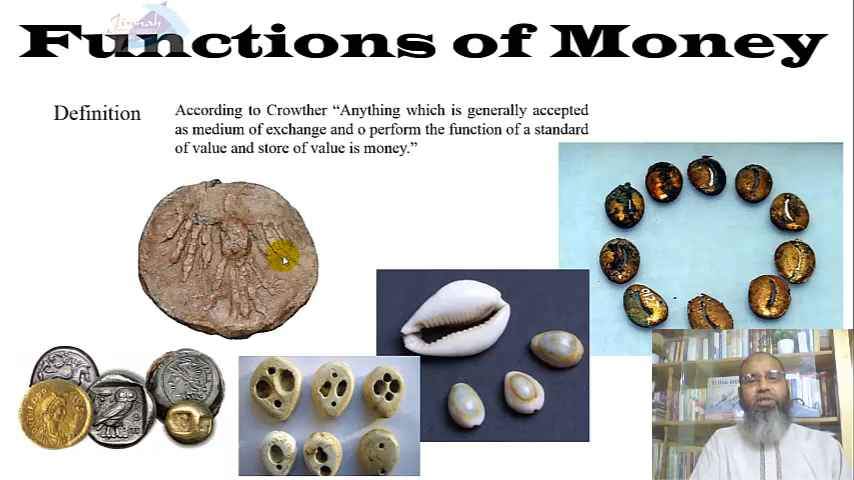 Jinnah
Functions of Money
Definition
According to Crowther “Anything which is generally accepted
as medium of exchange and o perform the function of a standard
of value and store of value is money.”